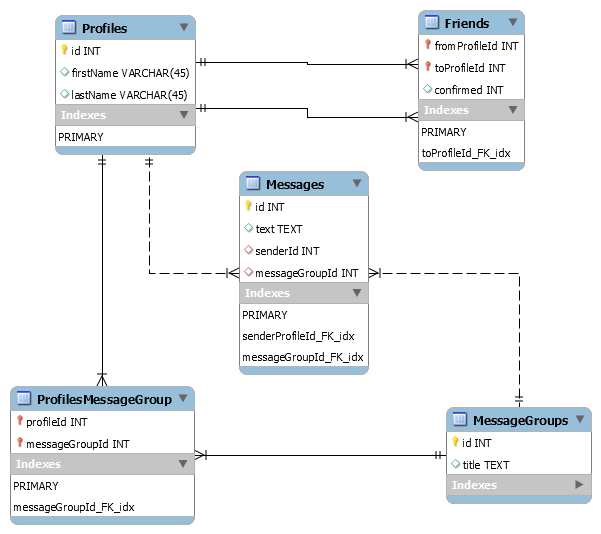 Profiles
id INT
firstName VARCHAR(45)
lastName VARCHAR(45)
Indexes
PRIMARY
Friends
fromProfileId INT
toProfileId INT
confirmed INT
Indexes
PRIMARY
toProfileId_FK_idx
Messages
id INT
text TEXT
senderId INT
messageGroupId INT
Indexes
PRIMARY
senderProfileId_FK_idx
messageGroupId_FK_idx
ProfilesMessageGroup
profileId INT
messageGroupId INT
Indexes
PRIMARY
messageGroupId_FK_idx
MessageGroups
id INT
title TEXT
Indexes